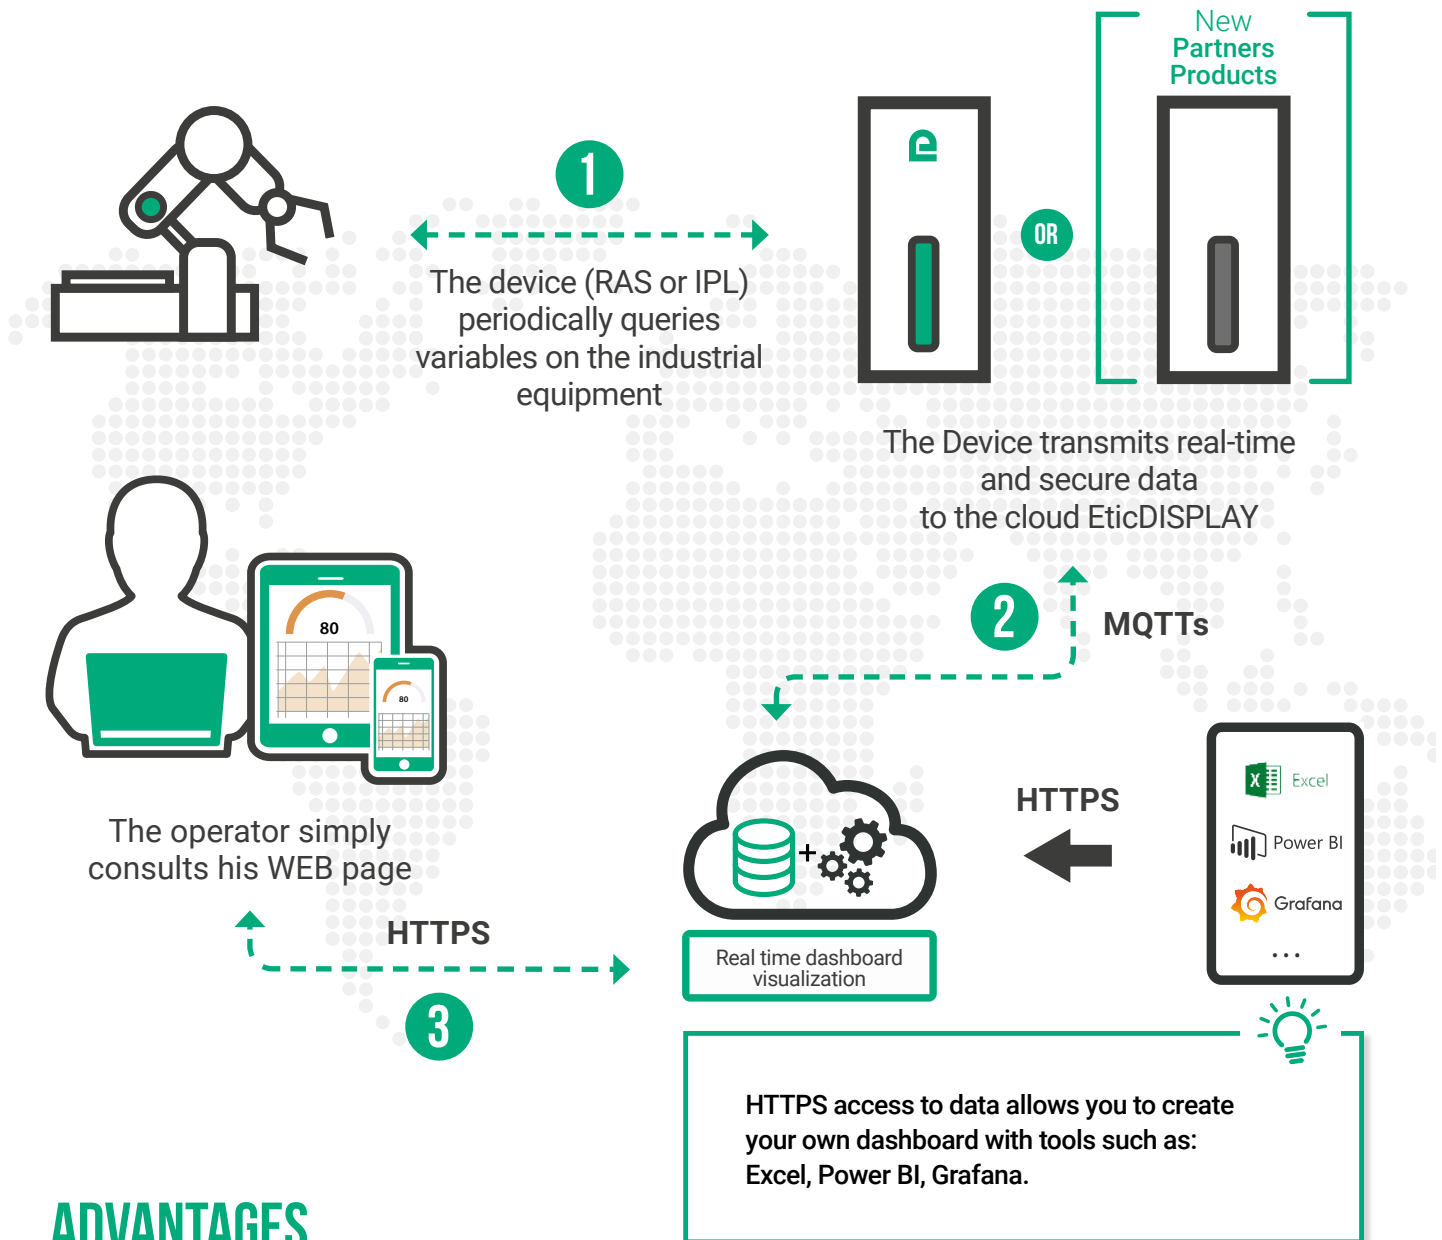 New
Partners
Products
1
OR
The device (RAS or IPL)
periodically queries
variables on the industrial
equipment
The Device transmits real-time
and secure data
to the cloud EticDISPLAY
2
MQTTs
80
80
The operator simply
consults his WEB page
HTTPS
3
+
Real time dashboard
visualization
HTTPS
X
Excel
Power BI
Grafana
...
HTTPS access to data allows you to create
your own dashboard with tools such as:
Excel, Power BI, Grafana.
ADVANTAGES